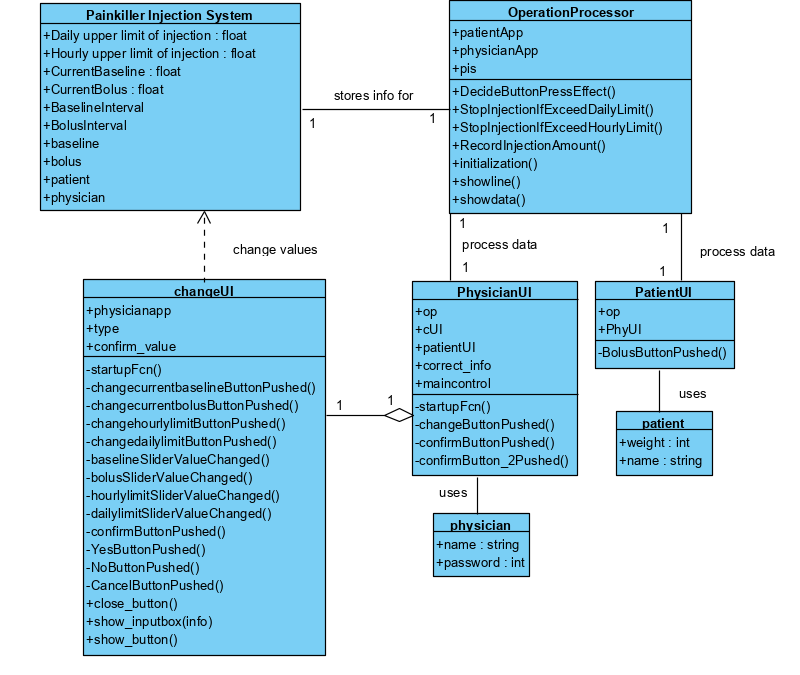 Painkiller Injection System
+Daily upper limit of injection : float
+Hourly upper limit of injection : float
+CurrentBaseline : float
+CurrentBolus : float
+BaselineInterval
+BolusInterval
+baseline
+bolus
+patient
+physician
stores info for
1
1
OperationProcessor
+patientApp
+physicianApp
+pis
+DecideButtonPressEffect()
+StopInjectionIfExceedDailyLimit()
+StopInjectionIfExceedHourlyLimit()
+RecordInjectionAmount()
+initialization()
+showline()
+showdata()
change values
1
process data
1
1
process data
1
changeUI
+physicianapp
+type
+confirm_value
-startupFcn()
-changecurrentbaselineButtonPushed()
-changecurrentbolusButtonPushed()
-changehourlylimitButtonPushed()
-changedailylimitButtonPushed()
-baselineSliderValueChanged()
-bolusSliderValueChanged()
-hourlylimitSliderValueChanged()
-dailylimitSliderValueChanged()
-confirmButtonPushed()
-YesButtonPushed()
-NoButtonPushed()
-CancelButtonPushed()
+close_button()
+show_inputbox(info)
+show_button()
1
1
PhysicianUI
+op
+cUI
+patientUI
+correct_info
+maincontrol
-startupFcn()
-changeButtonPushed()
-confirmButtonPushed()
-confirmButton_2Pushed()
uses
physician
+name : string
+password : int
PatientUI
+op
+PhyUI
-BolusButtonPushed()
uses
patient
+weight : int
+name : string